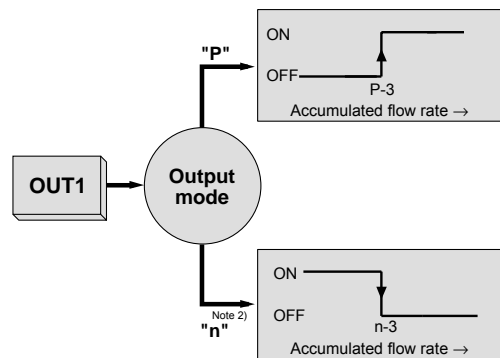 "P"
ON
OFF
P-3
Accumulated flow rate →
OUT1
Output
mode
Note 2)
"n"
ON
OFF
n-3
Accumulated flow rate →